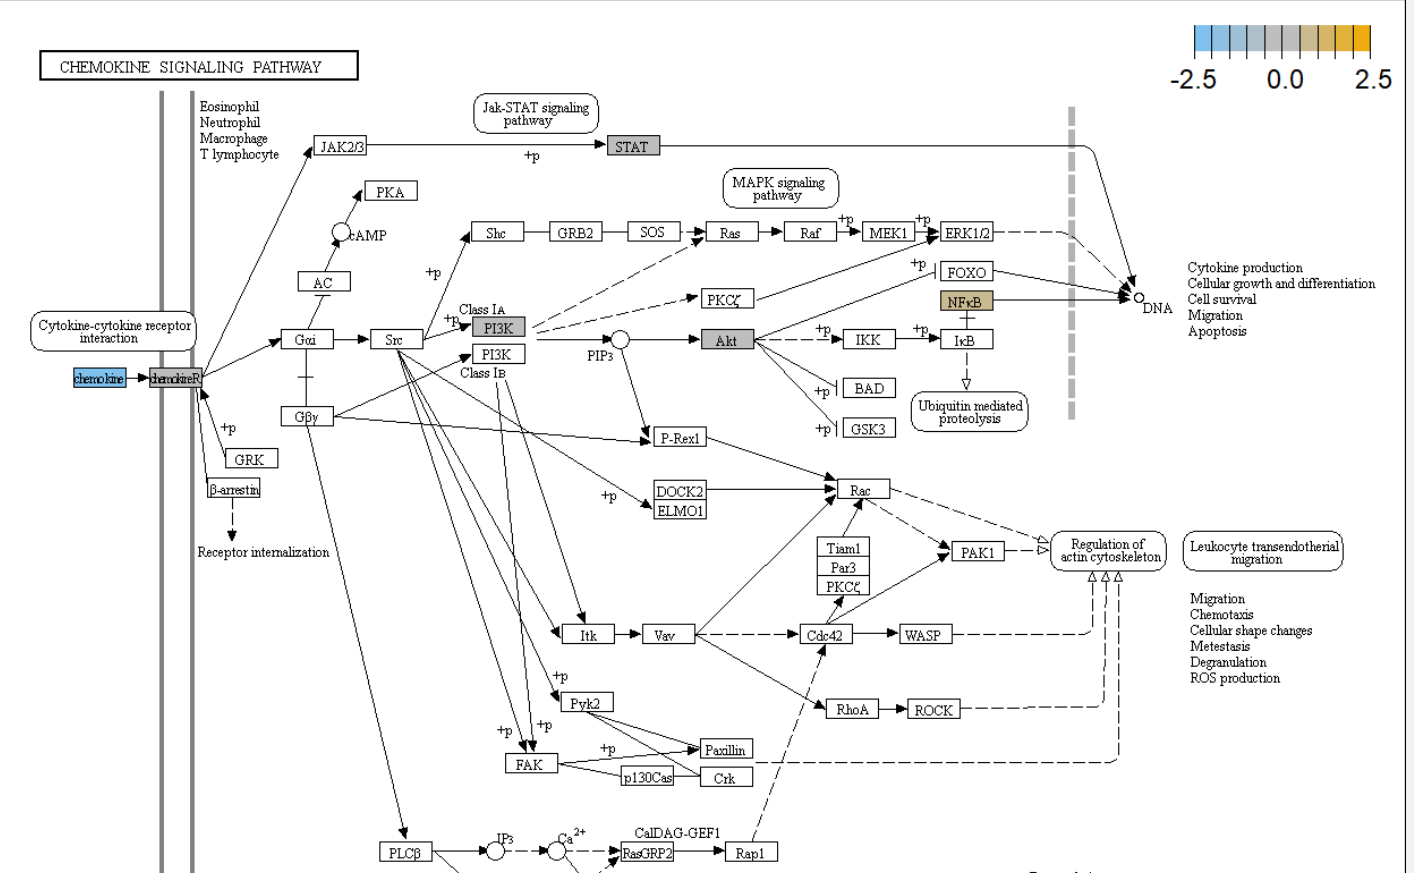 -2.5 0.0 2.5
CHEMOKINE SIGNALING PATHWAY
Eosinophil
Neutrophil
Macrophage
T lymphocyte
Jak-STAT signaling
pathway
JAK2/3
+p
STAT
PKA
cAMP
AC
MAPK signaling
pathway
Shc
GRB2
SOS
Ras
Raf
+p
MEK1
+p
ERK1/2
+p
PKCζ
+p
FOXO
NFκB
DNA
Cytokine production
Cellular growth and differentiation
Cell survival
Migration
Apoptosis
Cytokine-cytokine receptor
interaction
Gαi
Src
+p
Class IA
PI3K
PI3K
Class IB
PIP3
Akt
+p
IKK
+p
IκB
chemokine
chemokineR
+p
BAD
+p
GSK3
Ubiquitin mediated
proteolysis
Gβγ
+p
GRK
β-arrestin
Receptor internalization
P-Rex1
+p
DOCK2
ELMO1
Rac
Tiam1
Par3
PKCζ
PAK1
Regulation of
actin cytoskeleton
Leukocyte transendotherial
migration
Migration
Chemotaxis
Cellular shape changes
Metestasis
Degranulation
ROS production
Itk
Vav
Cdc42
WASP
+p
Pyk2
RhoA
ROCK
+p
+p
FAK
+p
Paxillin
p130Cas
Crk
PLCβ
IP3
Ca2+
CalDAG-GEF1
RasGRP2
Rap1